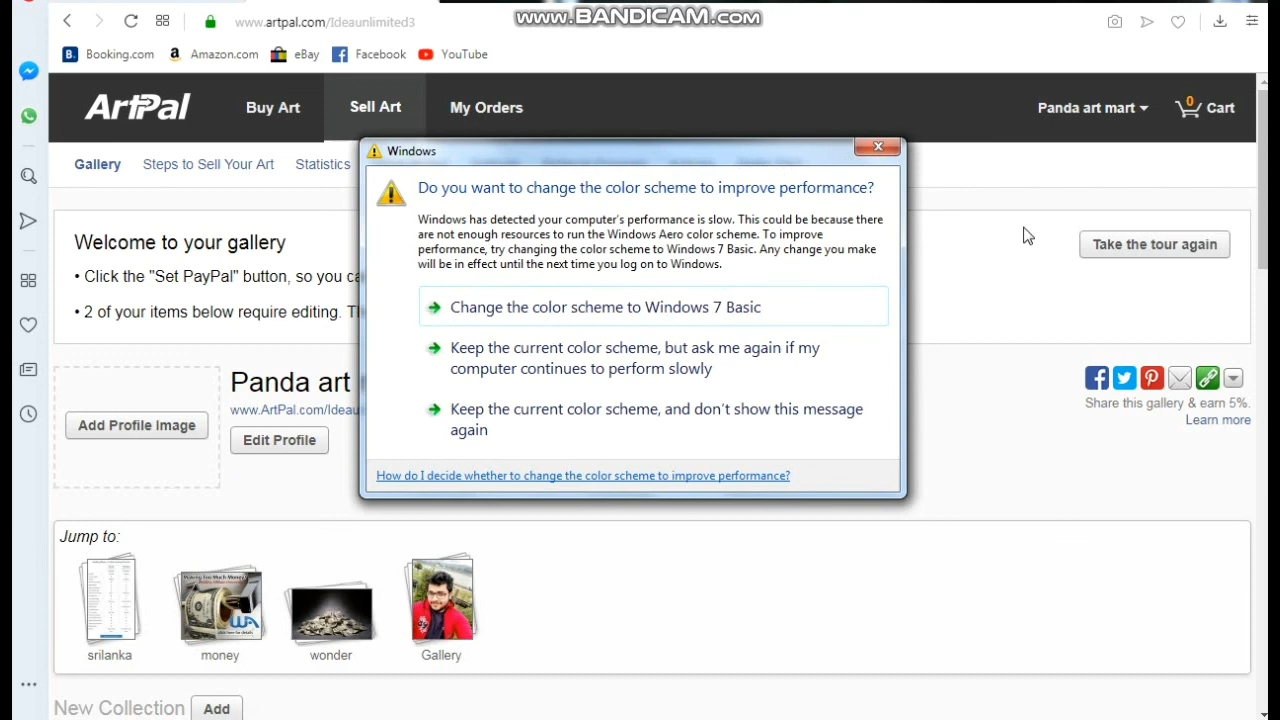 www.BANDICAM.com
www.artpal.com/Ideaunlimited3
B. Booking.com a Amazon.com eBay Facebook YouTube
ArtPal Buy Art Sell Art My Orders Panda art mart 0 Cart
Gallery Steps to Sell Your Art Statistics
Windows
Do you want to change the color scheme to improve performance?
Windows has detected your computer's performance is slow. This could be because there
are not enough resources to run the Windows Aero color scheme. To improve
performance, try changing the color scheme to Windows 7 Basic. Any change you make
will be in effect until the next time you log on to Windows.
Change the color scheme to Windows 7 Basic
Keep the current color scheme, but ask me again if my
computer continues to perform slowly
Keep the current color scheme, and don't show this message
again
How do I decide whether to change the color scheme to improve performance?
Welcome to your gallery
Take the tour again
• Click the "Set PayPal" button, so you ca
• 2 of your items below require editing. Th
Add Profile Image
Panda art
www.ArtPal.com/Ideau
Edit Profile
Share this gallery & earn 5%.
Learn more
Jump to:
Making Too Much Money?
WA
click here for details
srilanka money wonder Gallery
New Collection Add